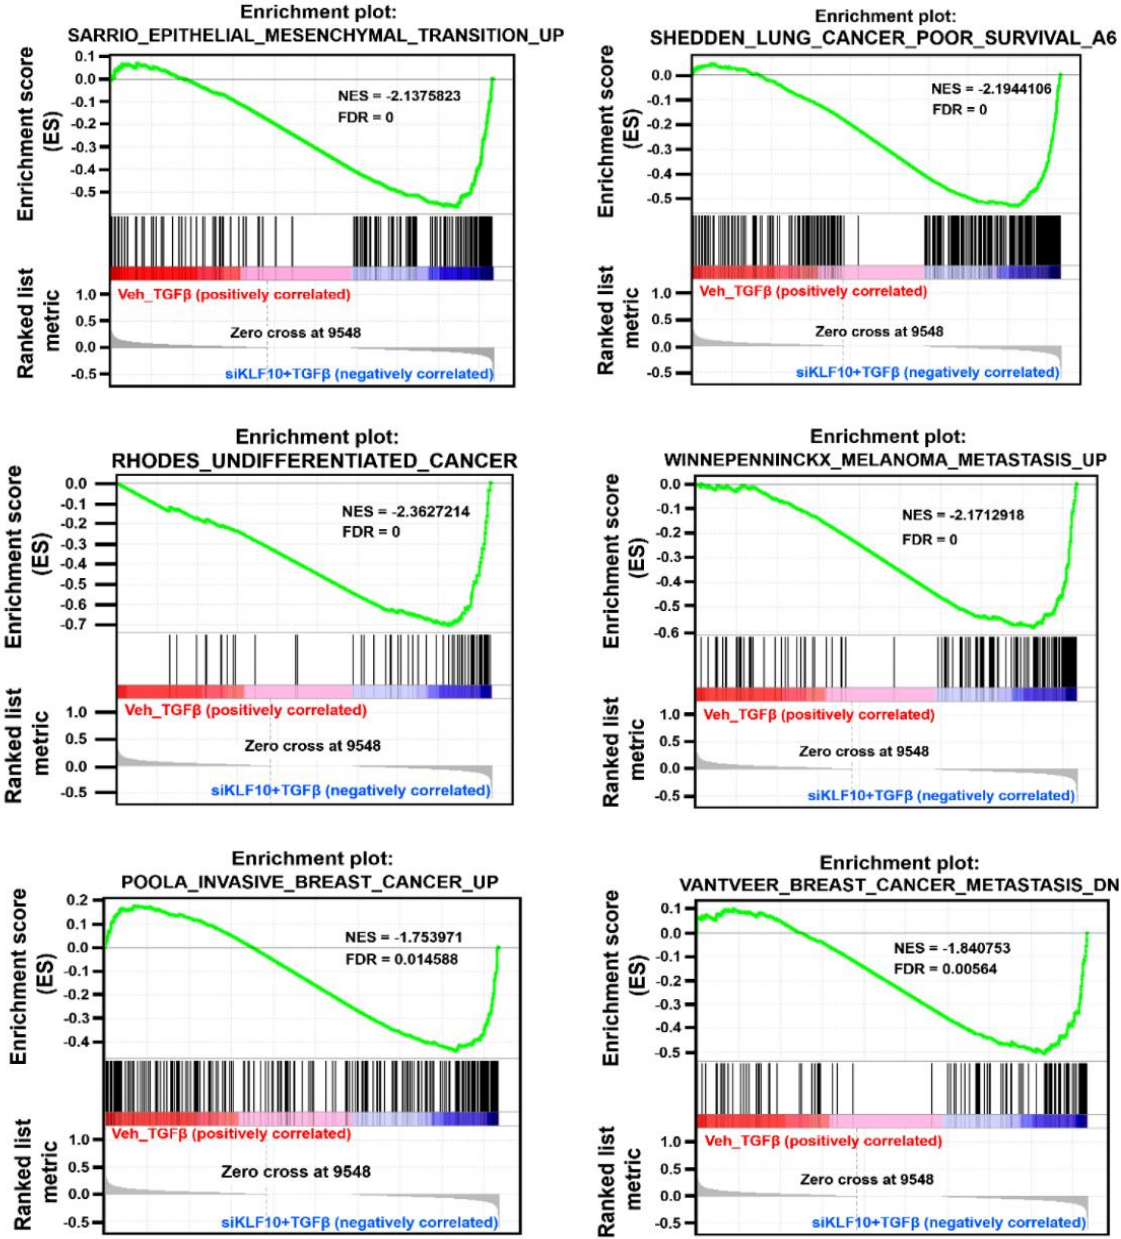 Enrichment plot:
SARRIO_EPITHELIAL_MESENCHYMAL_TRANSITION_UP
Enrichment score
(ES)
0.1
0.0
-0.1
-0.2
-0.3
-0.4
-0.5
NES = -2.1375823
FDR = 0
Ranked list
metric
1.0
0.5
0.0
-0.5
Veh_TGFβ (positively correlated)
Zero cross at 9548
siKLF10+TGFβ (negatively correlated)
Enrichment plot:
SHEDDEN_LUNG_CANCER_POOR_SURVIVAL_A6
Enrichment score
(ES)
0.0
-0.1
-0.2
-0.3
-0.4
-0.5
NES = -2.1944106
FDR = 0
Ranked list
metric
1.0
0.5
0.0
-0.5
Veh_TGFβ (positively correlated)
Zero cross at 9548
siKLF10+TGFβ (negatively correlated)
Enrichment plot:
RHODES_UNDIFFERENTIATED_CANCER
Enrichment score
(ES)
0.0
-0.1
-0.2
-0.3
-0.4
-0.5
-0.6
-0.7
NES = -2.3627214
FDR = 0
Ranked list
metric
1.0
0.5
0.0
-0.5
Veh_TGFβ (positively correlated)
Zero cross at 9548
siKLF10+TGFβ (negatively correlated)
Enrichment plot:
WINNEPENNINCKX_MELANOMA_METASTASIS_UP
Enrichment score
(ES)
0.0
-0.1
-0.2
-0.3
-0.4
-0.5
-0.6
NES = -2.1712918
FDR = 0
Ranked list
metric
1.0
0.5
0.0
-0.5
Veh_TGFβ (positively correlated)
Zero cross at 9548
siKLF10+TGFβ (negatively correlated)
Enrichment plot:
POOLA_INVASIVE_BREAST_CANCER_UP
Enrichment score
(ES)
0.2
0.1
0.0
-0.1
-0.2
-0.3
-0.4
NES = -1.753971
FDR = 0.014588
Ranked list
metric
1.0
0.5
0.0
-0.5
Veh_TGFβ (positively correlated)
Zero cross at 9548
siKLF10+TGFβ (negatively correlated)
Enrichment plot:
VANTVEER_BREAST_CANCER_METASTASIS_DN
Enrichment score
(ES)
0.1
0.0
-0.1
-0.2
-0.3
-0.4
-0.5
NES = -1.840753
FDR = 0.00564
Ranked list
metric
1.0
0.5
0.0
-0.5
Veh_TGFβ (positively correlated)
Zero cross at 9548
siKLF10+TGFβ (negatively correlated)